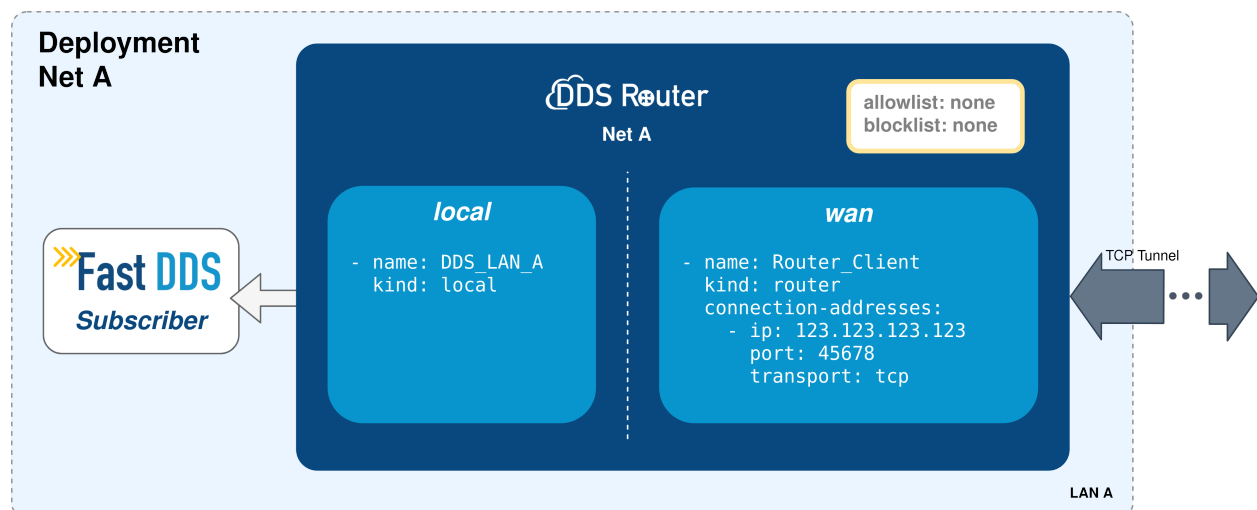 Deployment
Net A
DDS Router
Net A
allowlist: none
blocklist: none
local
- name: DDS_LAN_A
kind: local
wan
- name: Router_Client
kind: router
connection-addresses:
- ip: 123.123.123.123
port: 45678
transport: tcp
Fast DDS
Subscriber
TCP Tunnel
LAN A